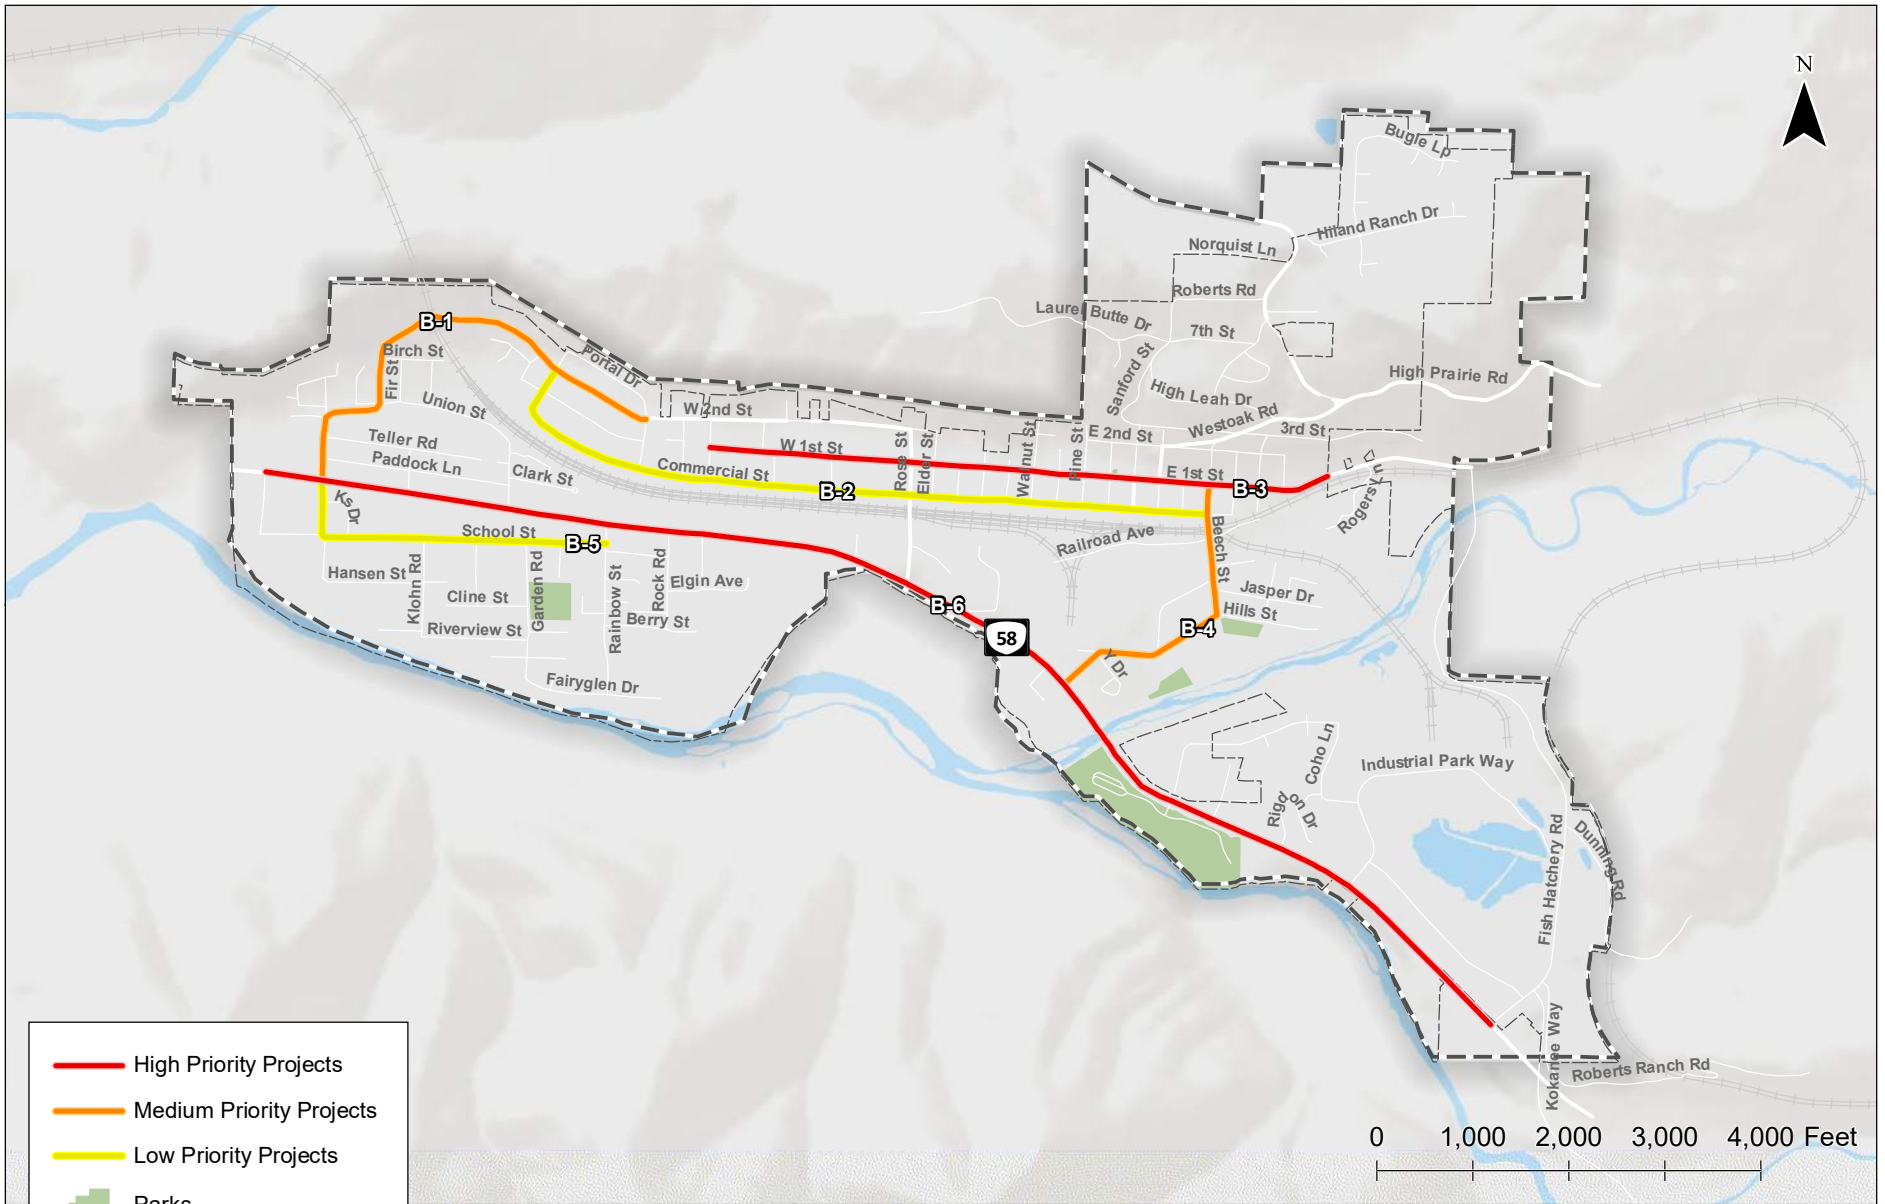 N
Bugle Lp
Hiland Ranch Dr
Norquist Ln
Roberts Rd
Laurel Butte Dr
7th St
Sanford St
High Leah Dr
High Prairie Rd
Westoak Rd
3rd St
B-1
Birch St
Fir St
Portal Dr
Union St
W 2nd St
E 2nd St
Teller Rd
Paddock Ln
Clark St
Commercial St
W 1st St
Rose St
Elder St
Walnut St
Pine St
E 1st St
B-2
B-3
Rogers Ln
Ks Dr
School St
B-5
Railroad Ave
Beech St
Hansen St
Klohn Rd
Cline St
Garden Rd
Rainbow St
Rock Rd
Elgin Ave
Berry St
Riverview St
B-6
58
Jasper Dr
Hills St
B-4
Y Dr
Fairyglen Dr
Coho Ln
Industrial Park Way
Rigdon Dr
Fish Hatchery Rd
Dunning Rd
Kokanee Way
Roberts Ranch Rd
High Priority Projects
Medium Priority Projects
Low Priority Projects
Parks
0 1,000 2,000 3,000 4,000 Feet